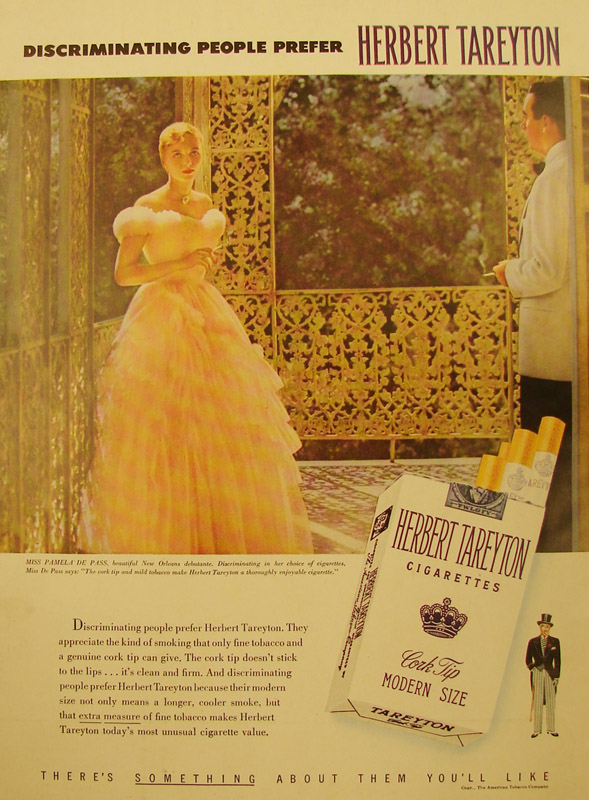 DISCRIMINATING PEOPLE PREFER HERBERT TAREYTON
MISS PAMELA DE PASS, beautiful New Orleans debutante. Discriminating in her choice of cigarettes,
Miss De Pass says: "The cork tip and mild tobacco make Herbert Tareyton a thoroughly enjoyable cigarette."
Discriminating people prefer Herbert Tareyton. They
appreciate the kind of smoking that only fine tobacco and
a genuine cork tip can give. The cork tip doesn't stick
to the lips . . . it's clean and firm. And discriminating
people prefer Herbert Tareyton because their modern
size not only means a longer, cooler smoke, but
that extra measure of fine tobacco makes Herbert
Tareyton today's most unusual cigarette value.
HERBERT TAREYTON
CIGARETTES
Cork Tip
MODERN SIZE
TAREYTON
THERE'S SOMETHING ABOUT THEM YOU'LL LIKE
Copr., The American Tobacco Company